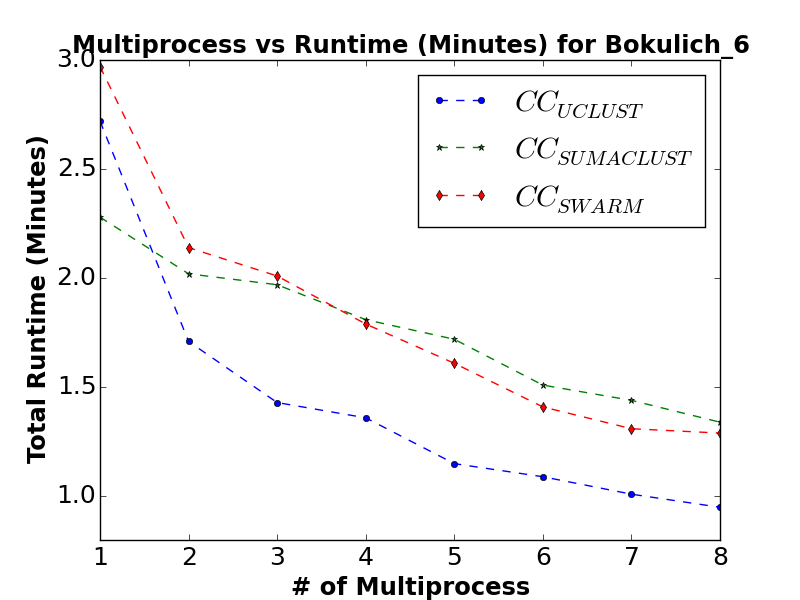 Multiprocess vs Runtime (Minutes) for Bokulich_6
3.0
2.5
2.0
1.5
1.0
Total Runtime (Minutes)
CC_UCLUST
CC_SUMACLUST
CC_SWARM
1 2 3 4 5 6 7 8
# of Multiprocess